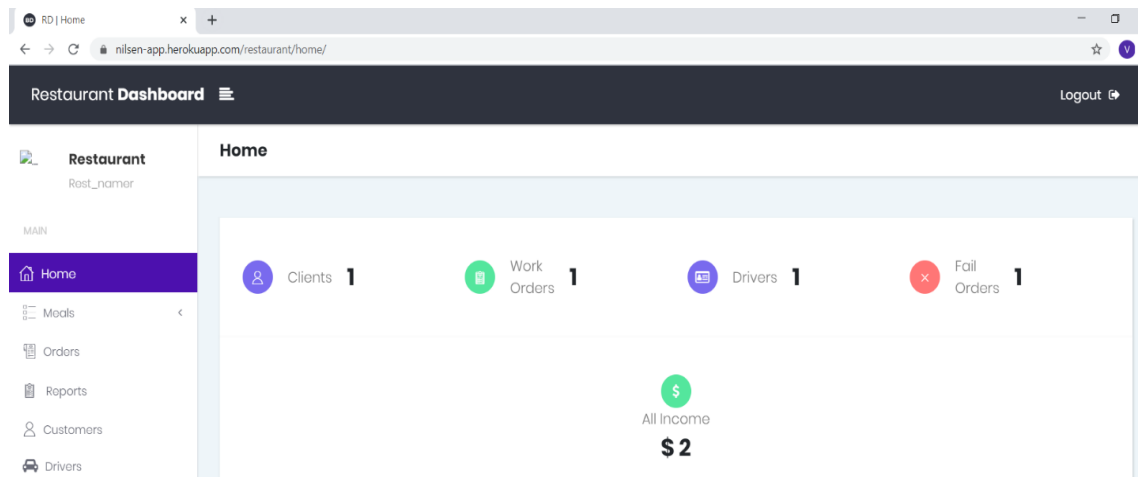 RD | Home
nilsen-app.herokuapp.com/restaurant/home/
V
Restaurant Dashboard
Logout
Restaurant
Rest_namer
Home
MAIN
Home
Meals
Orders
Reports
Customers
Drivers
Clients 1
Work Orders 1
Drivers 1
Fail Orders 1
$
All Income
$ 2